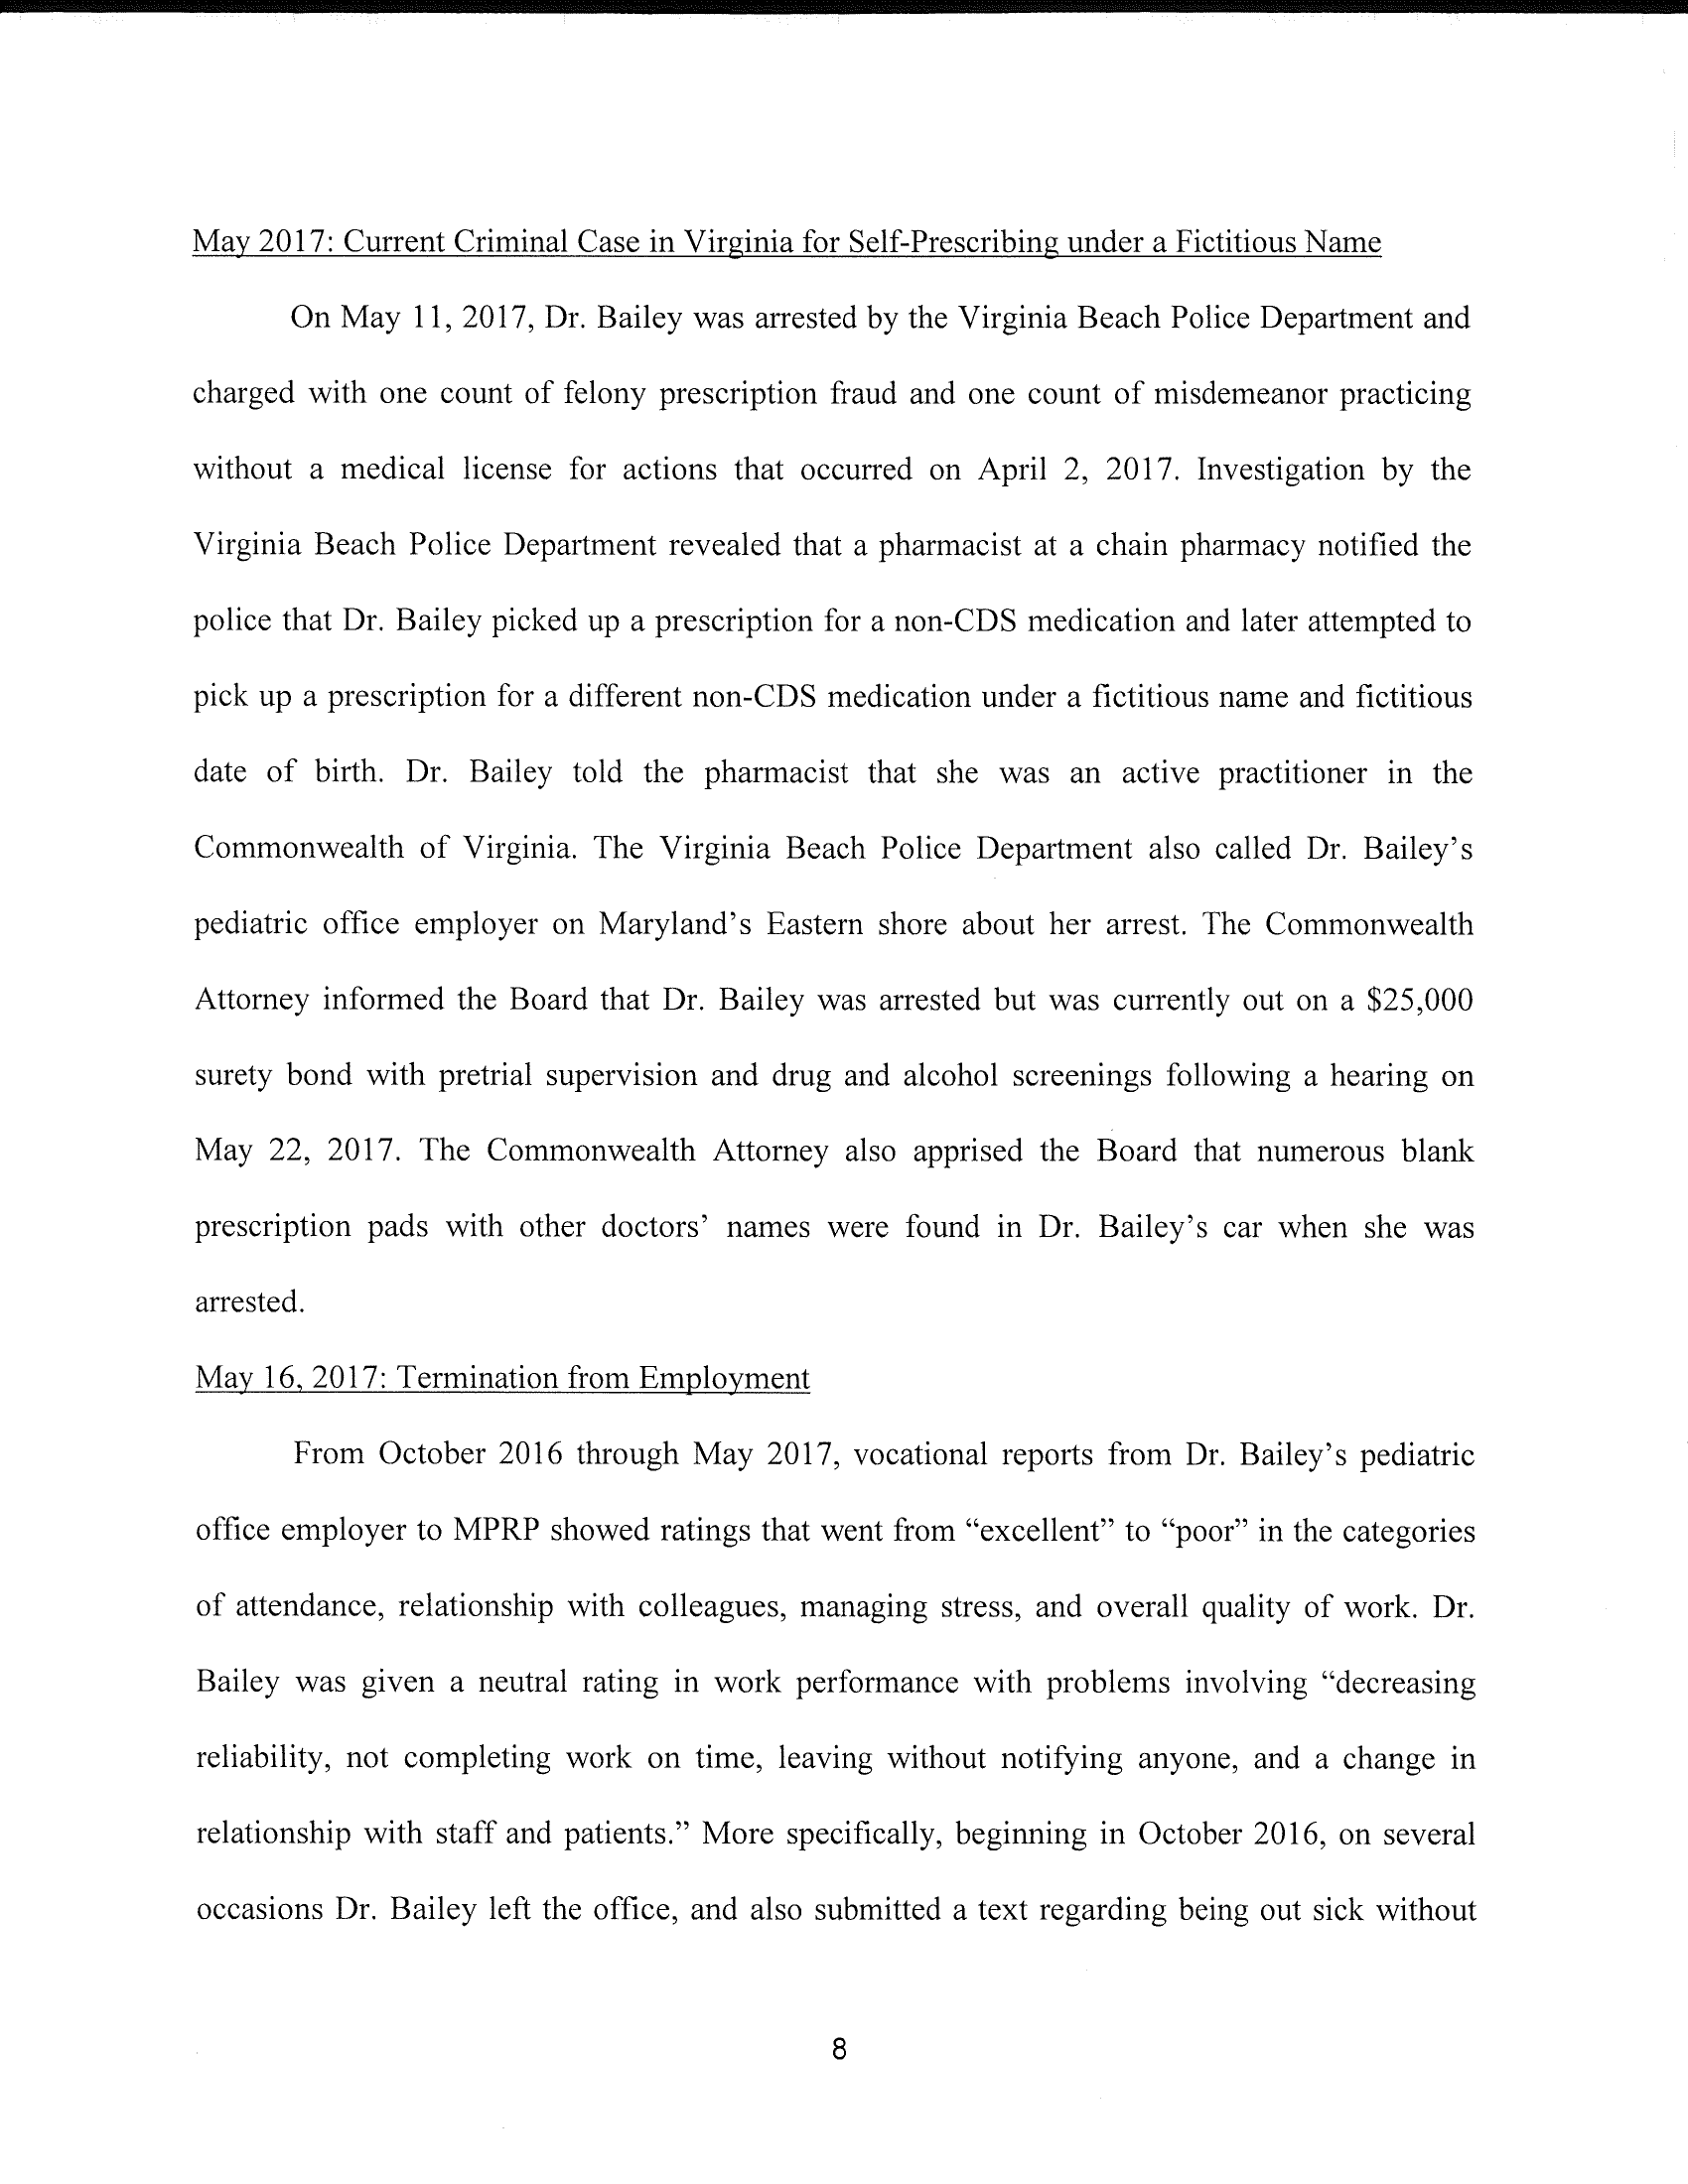 May 2017: Current Criminal Case in Virginia for Self-Prescribing under a Fictitious Name
On May 11, 2017, Dr. Bailey was arrested by the Virginia Beach Police Department and
charged with one count of felony prescription fraud and one count of misdemeanor practicing
without a medical license for actions that occurred on April 2, 2017. Investigation by the
Virginia Beach Police Department revealed that a pharmacist at a chain pharmacy notified the
police that Dr. Bailey picked up a prescription for a non-CDS medication and later attempted to
pick up a prescription for a different non-CDS medication under a fictitious name and fictitious
date of birth. Dr. Bailey told the pharmacist that she was an active practitioner in the
Commonwealth of Virginia. The Virginia Beach Police Department also called Dr. Bailey’s
pediatric office employer on Maryland’s Eastern shore about her arrest. The Commonwealth
Attorney informed the Board that Dr. Bailey was arrested but was currently out on a $25,000
surety bond with pretrial supervision and drug and alcohol screenings following a hearing on
May 22, 2017. The Commonwealth Attorney also apprised the Board that numerous blank
prescription pads with other doctors’ names were found in Dr. Bailey’s car when she was
arrested.
May 16, 2017: Termination from Employment
From October 2016 through May 2017, vocational reports from Dr. Bailey’s pediatric
office employer to MPRP showed ratings that went from “excellent” to “poor” in the categories
of attendance, relationship with colleagues, managing stress, and overall quality of work. Dr.
Bailey was given a neutral rating in work performance with problems involving “decreasing
reliability, not completing work on time, leaving without notifying anyone, and a change in
relationship with staff and patients.” More specifically, beginning in October 2016, on several
occasions Dr. Bailey left the office, and also submitted a text regarding being out sick without
8